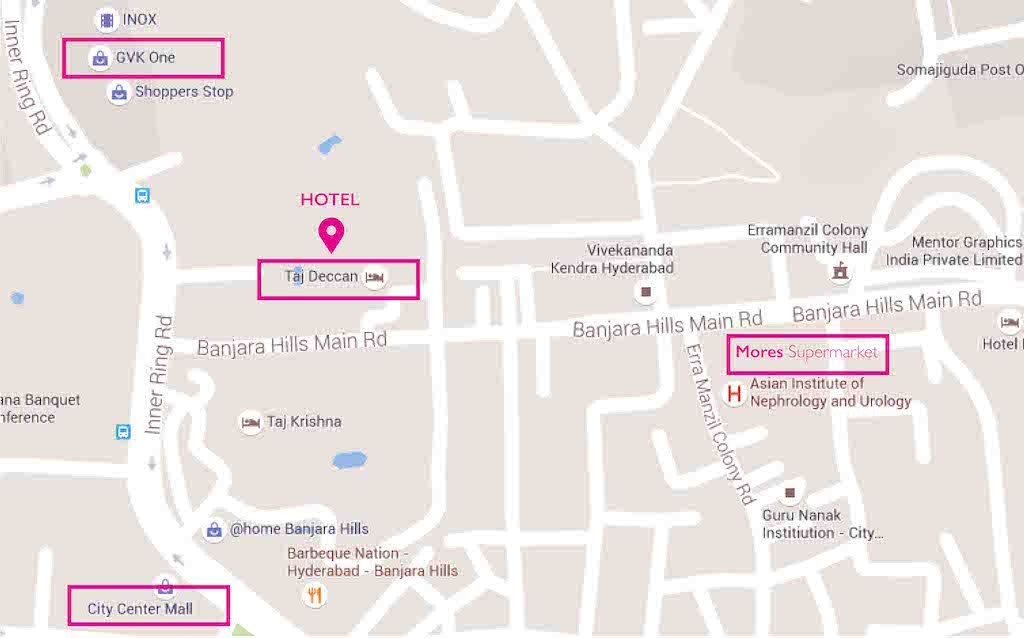 INOX
GVK One
Shoppers Stop
Inner Ring Rd
Somajiguda Post O
HOTEL
Taj Deccan
Vivekananda
Kendra Hyderabad
Erramanzil Colony
Community Hall
Mentor Graphics
India Private Limited
Banjara Hills Main Rd
Banjara Hills Main Rd
Banjara Hills Main Rd
Inner Ring Rd
Mores Supermarket
Hotel
H
Asian Institute of
Nephrology and Urology
Erra Manzil Colony Rd
ana Banquet
nference
Taj Krishna
Guru Nanak
Institiution - City...
@home Banjara Hills
Barbeque Nation -
Hyderabad - Banjara Hills
City Center Mall